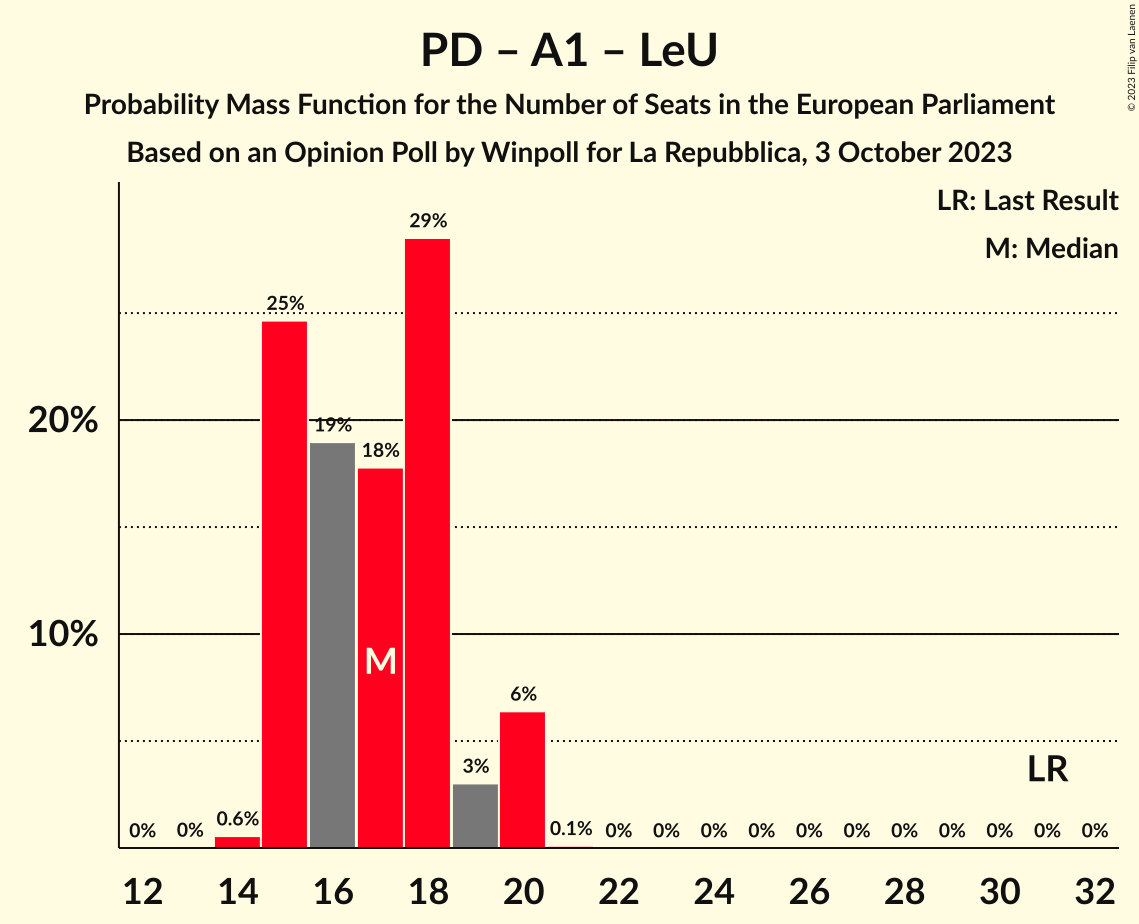 PD – A1 – LeU
Probability Mass Function for the Number of Seats in the European Parliament
Based on an Opinion Poll by Winpoll for La Repubblica, 3 October 2023
© 2023 Filip van Laenen
LR: Last Result
M: Median
29%
25%
20%
19%
18%
10%
M
6%
3%
LR
0% 0% 0.6% 0.1% 0% 0% 0% 0% 0% 0% 0% 0% 0% 0% 0%
12 14 16 18 20 22 24 26 28 30 32